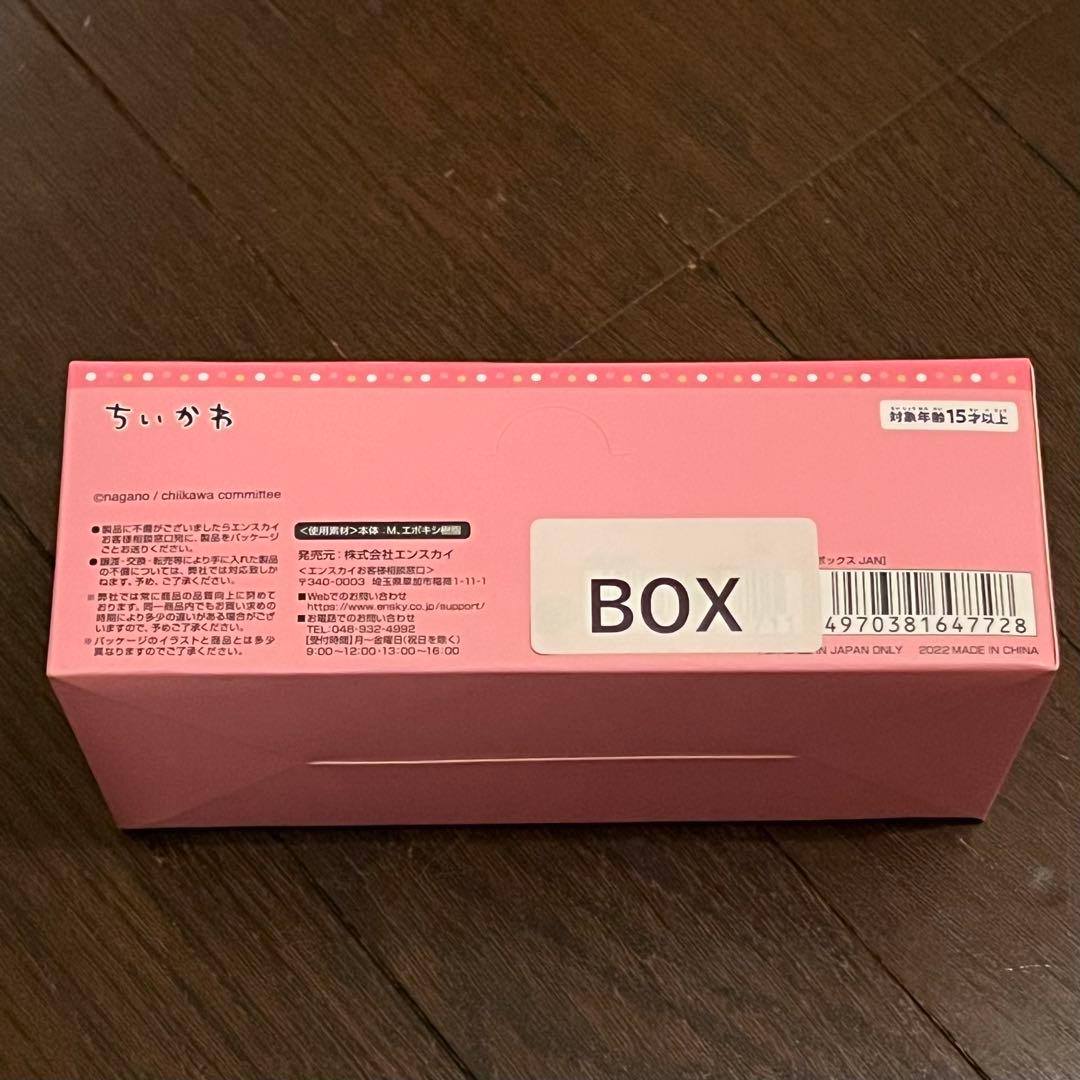 ちいかわ
対象年齢15才以上
©nagano / chiikawa committee
●製品に不備がございましたらエンスカイ
お客様相談窓口宛に、製品をパッケージ
ごとお送りください。
●譲渡・交換・転売等により手に入れた製品
の不備については、弊社では対応致しか
ねます。予め、ご了承ください。
※弊社では常に商品の品質向上に努めて
おります。同一商品内でもお買い求めの
時期により多少の違いがある場合がござ
いますので、予めご了承ください。
※パッケージのイラストと商品とは多少
異なりますのでご了承ください。
<使用素材>本体:M、エポキシ樹脂
発売元:株式会社エンスカイ
<エンスカイお客様相談窓口>
〒340-0003 埼玉県草加市稲荷1-11-1
■Webでのお問い合わせ
https://www.ensky.co.jp/support/
■お電話でのお問い合わせ
TEL:048-932-4992
[受付時間]月~金曜日(祝日を除く)
9:00~12:00・13:00~16:00
BOX
ボックス JAN]
4970381647728
IN JAPAN ONLY 2022 MADE IN CHINA